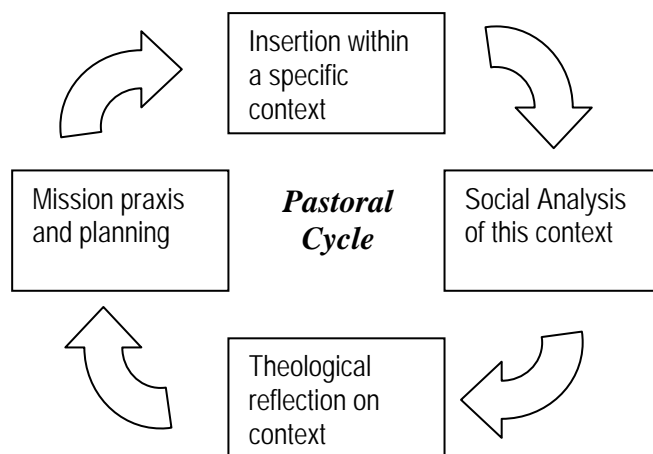 Insertion within
a specific
context
Mission praxis
and planning
Pastoral
Cycle
Social Analysis
of this context
Theological
reflection on
context